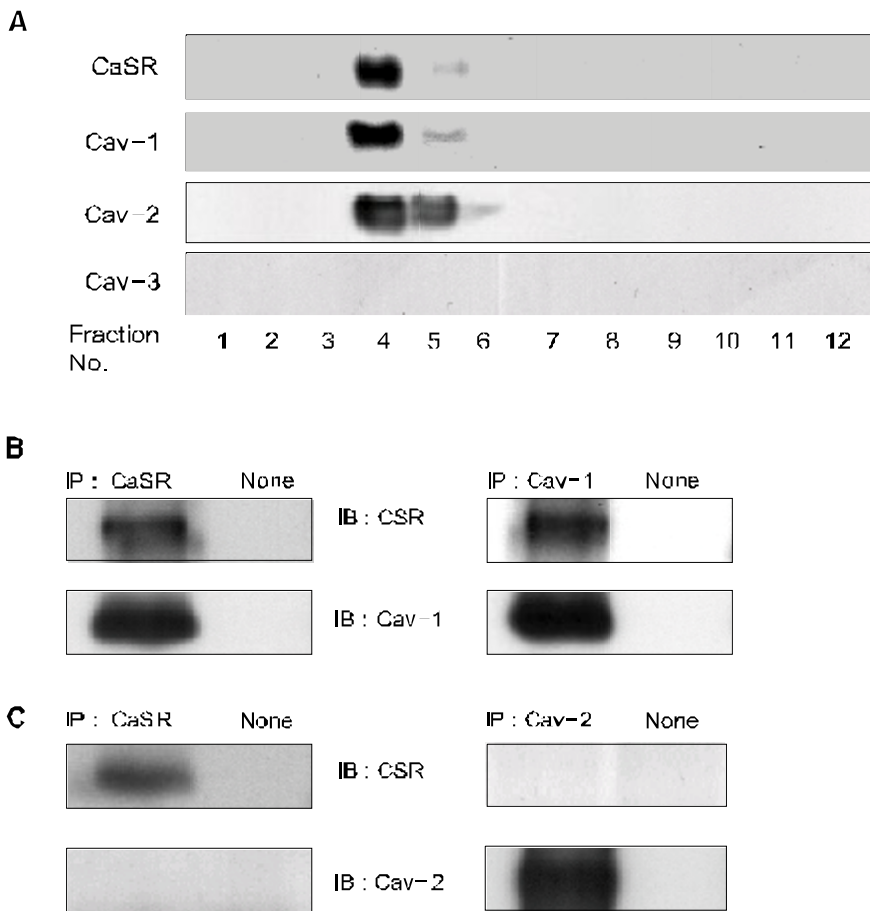 A
CaSR
Cav-1
Cav-2
Cav-3
Fraction No. 1 2 3 4 5 6 7 8 9 10 11 12
B
IP : CaSR None IP : Cav-1 None
IB : CSR
IB : Cav-1
C IP : CaSR None IP : Cav-2 None
IB : CSR
IB : Cav-2